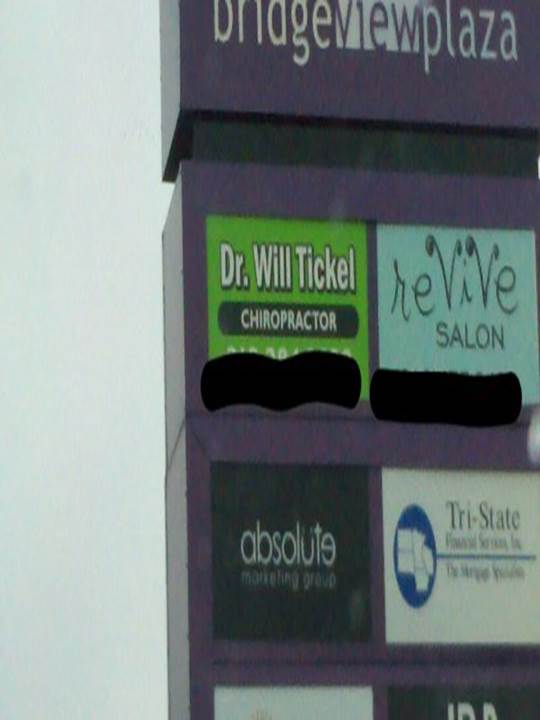 bridgeviewplaza
Dr. Will Tickel
CHIROPRACTOR
reViVe
SALON
absolute
marketing group
Tri-State
Financial Services, Inc.
The Mortgage Specialists